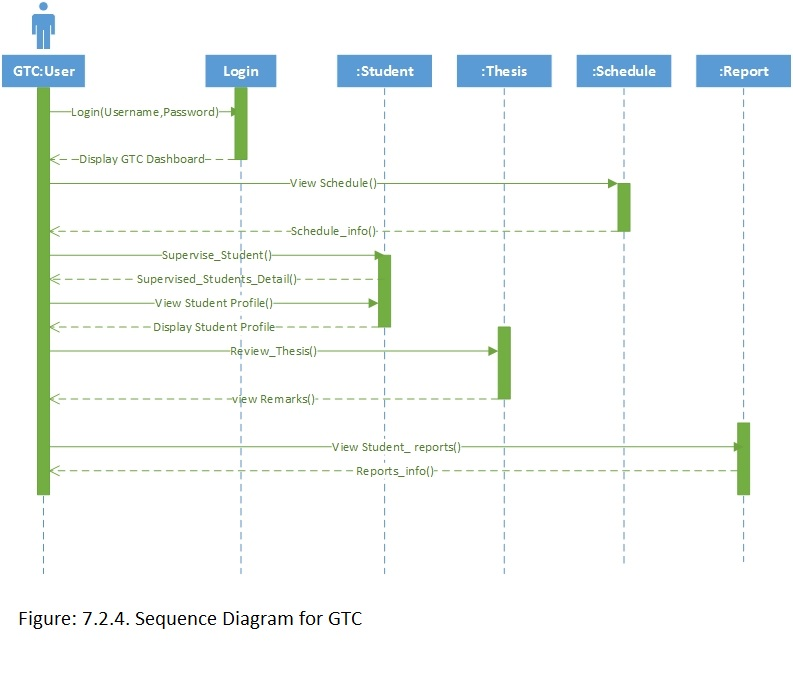 GTC:User Login :Student :Thesis :Schedule :Report
Login(Username,Password)
Display GTC Dashboard
View Schedule()
Schedule_info()
Supervise_Student()
Supervised_Students_Detail()
View Student Profile()
Display Student Profile
Review_Thesis()
view Remarks()
View Student_ reports()
Reports_info()
Figure: 7.2.4. Sequence Diagram for GTC